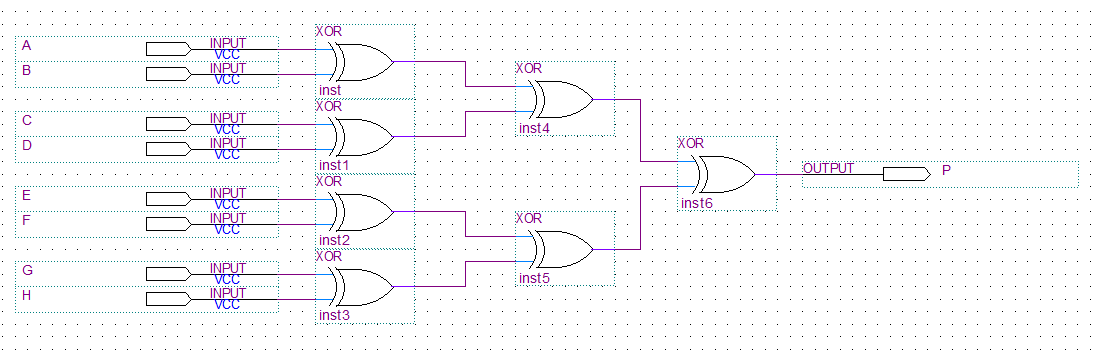 XOR
A INPUT
VCC
B INPUT
VCC
inst
XOR
XOR
C INPUT
VCC
inst4
D INPUT
VCC
inst1
XOR
OUTPUT P
XOR
E INPUT
VCC
inst6
F INPUT
VCC
XOR
inst2
XOR
G INPUT
VCC
inst5
H INPUT
VCC
inst3